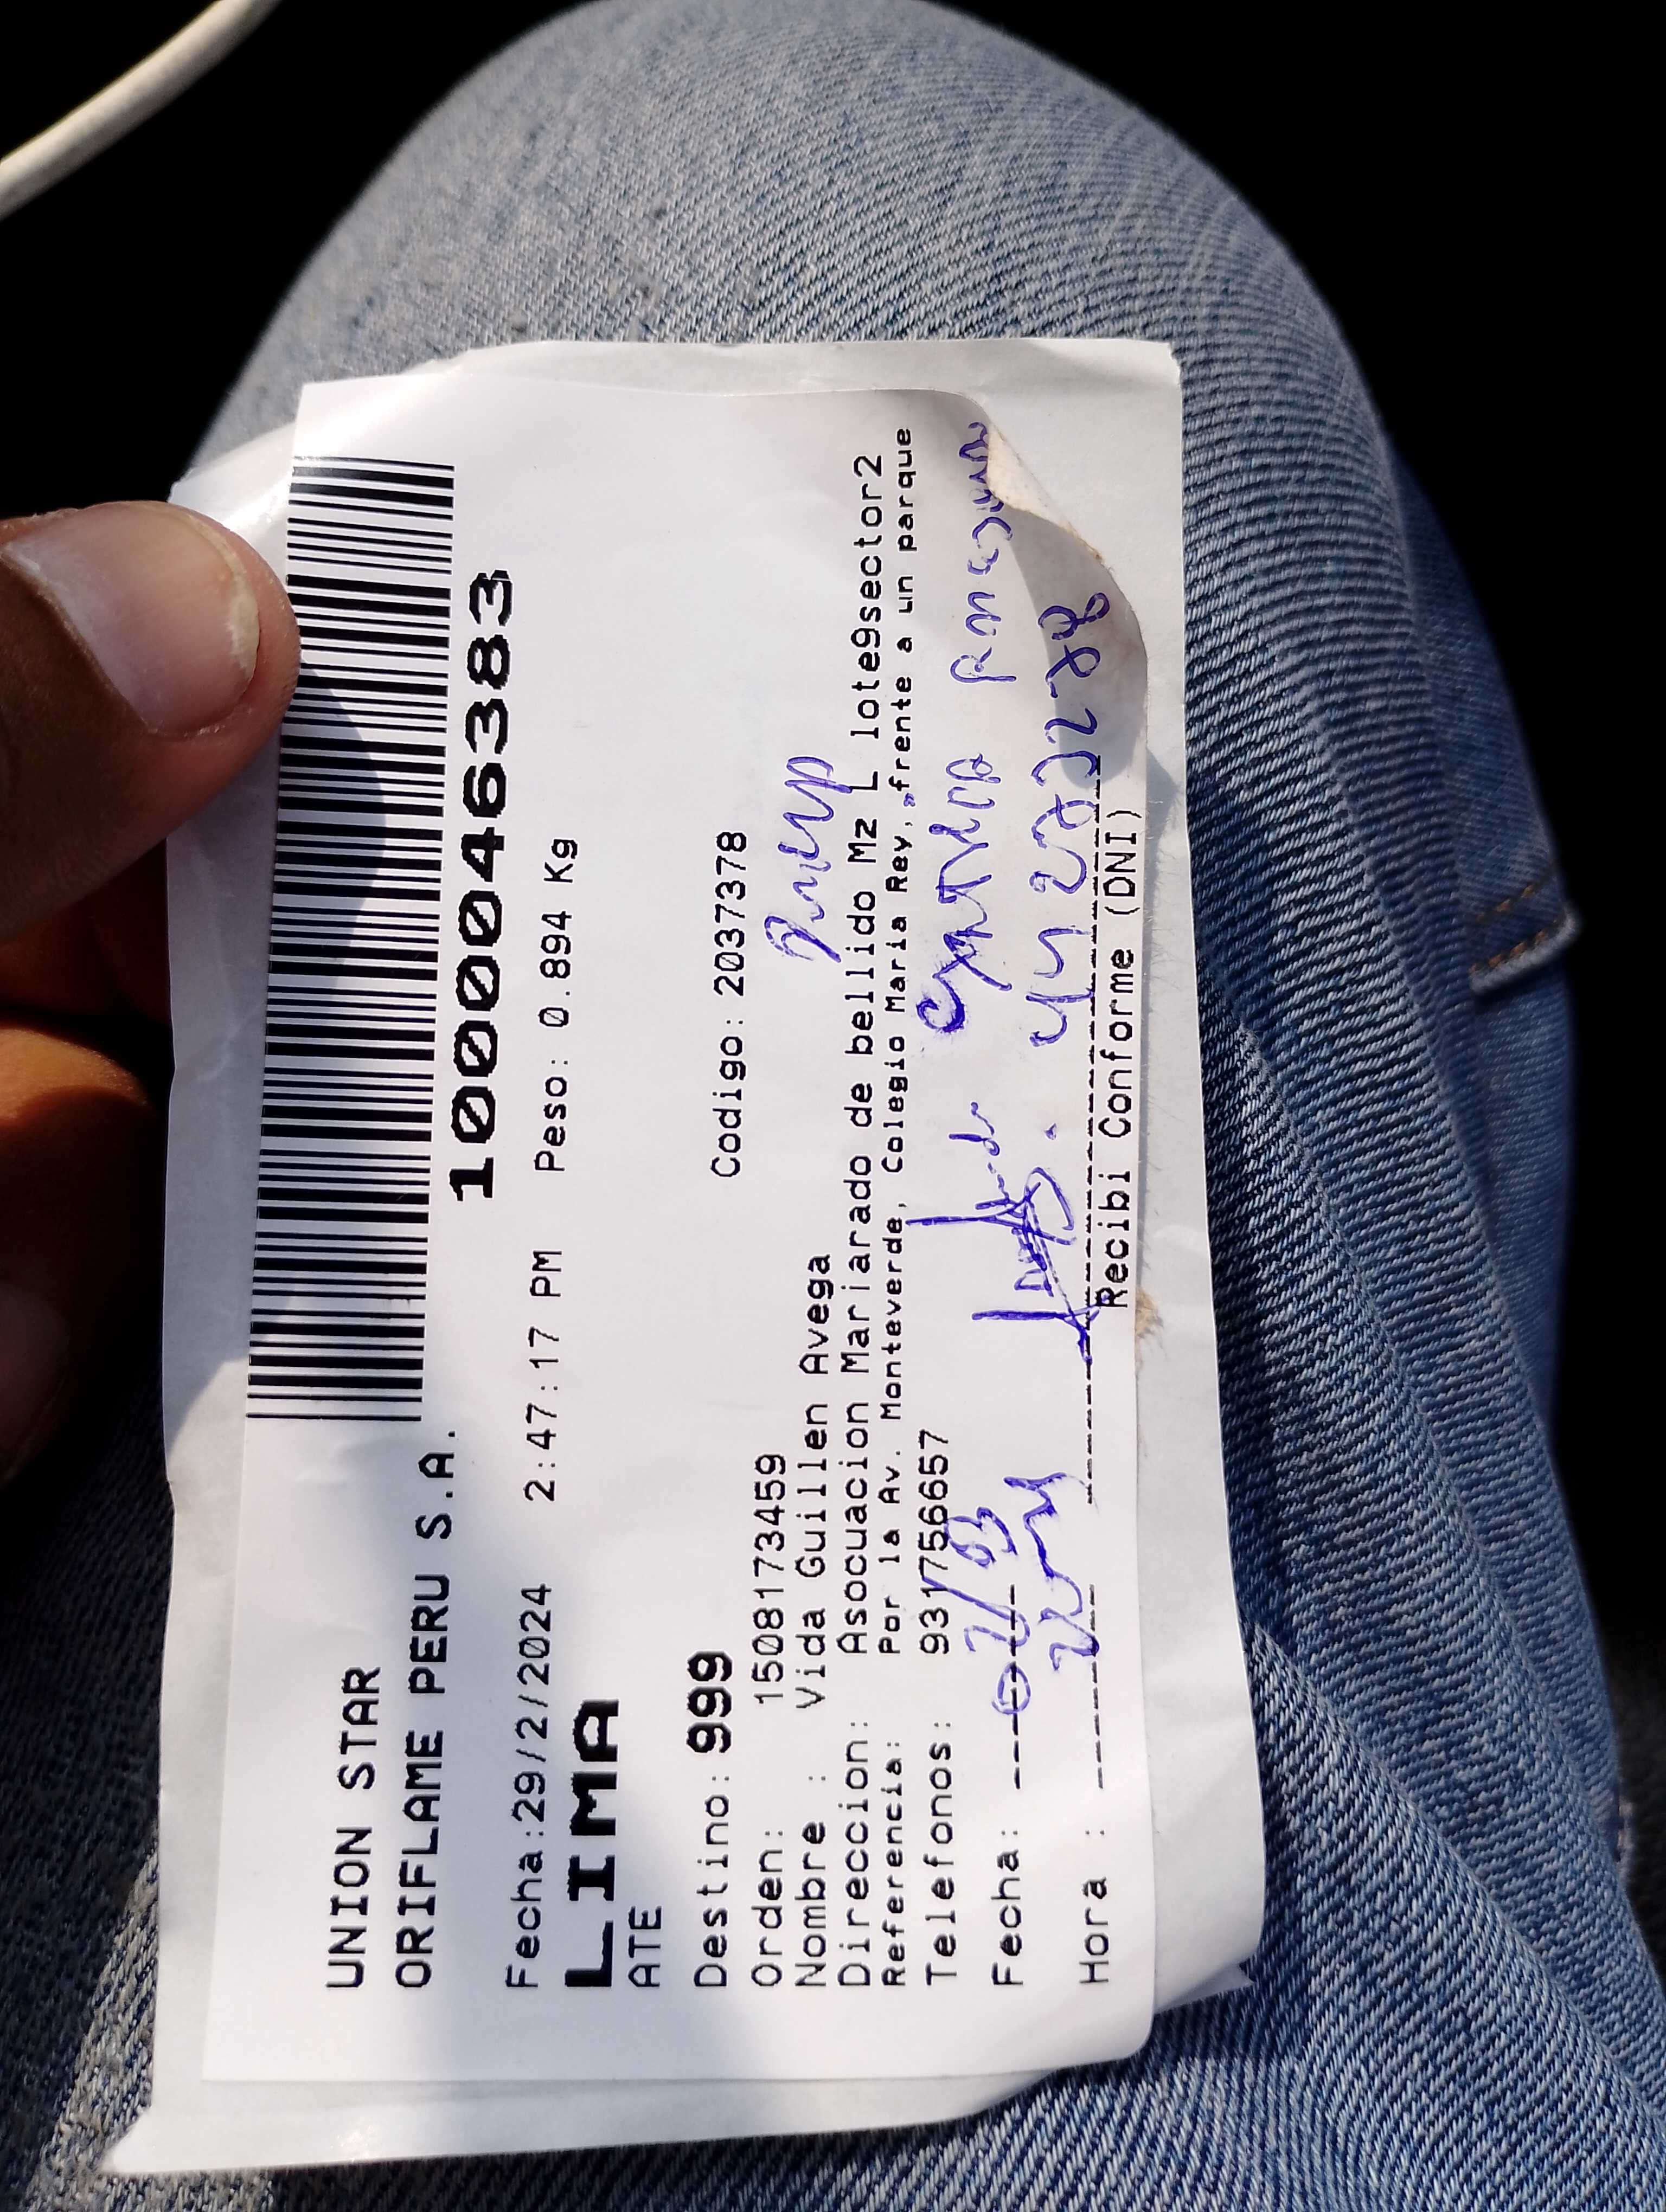 UNION STAR
ORIFLAME PERU S.A.
1000046383
Fecha:29/2/2024 2:47:17 PM Peso: 0.894 Kg
LIMA
ATE
Destino: 999 Codigo: 2037378
Orden: 1508173459
Nombre : Vida Guillen Avega
Direccion: Asocuacion Mariarado de bellido Mz L lote9sector2
Referencia: Por la Av. Monteverde, Colegio Maria Rey,,frente a un parque
Telefonos: 931756657
Fecha:
Hora :
Recibi Conforme (DNI)